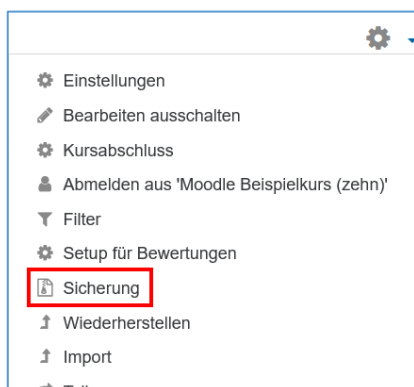 Einstellungen
Bearbeiten ausschalten
Kursabschluss
Abmelden aus 'Moodle Beispielkurs (zehn)'
Filter
Setup für Bewertungen
Sicherung
Wiederherstellen
Import